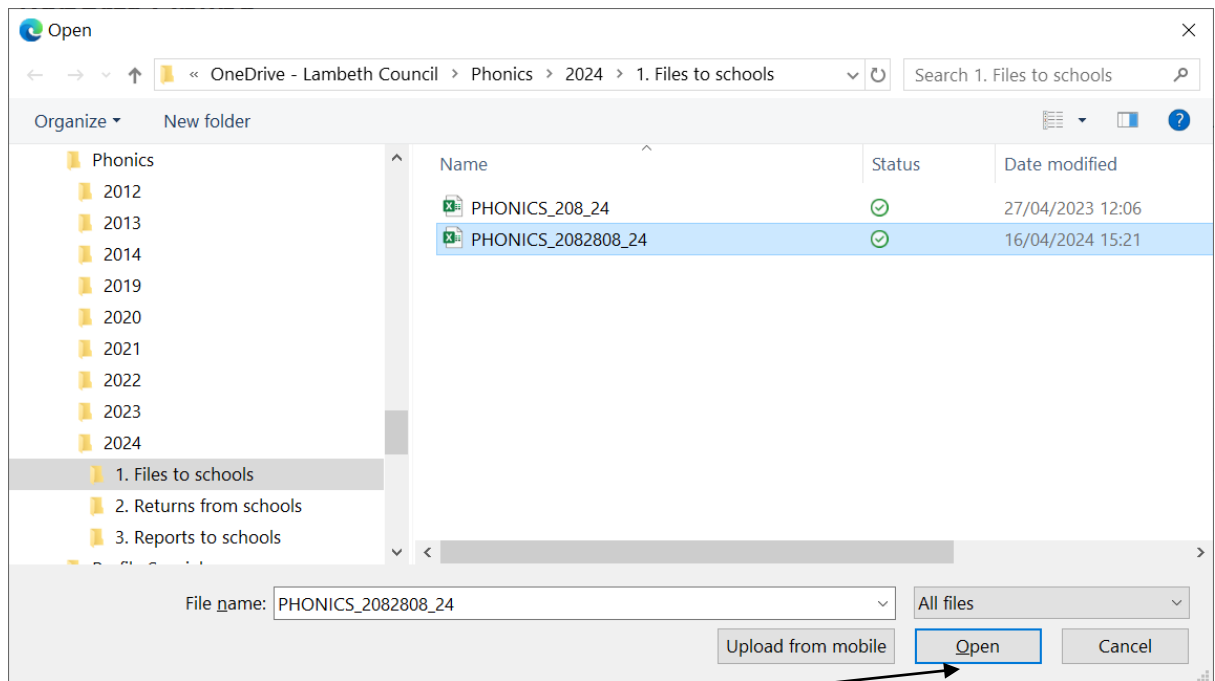 Open
« OneDrive - Lambeth Council > Phonics > 2024 > 1. Files to schools
Search 1. Files to schools
Organize
New folder
?
Phonics
2012
2013
2014
2019
2020
2021
2022
2023
2024
1. Files to schools
2. Returns from schools
3. Reports to schools
Name Status Date modified
PHONICS_208_24 27/04/2023 12:06
PHONICS_2082808_24 16/04/2024 15:21
File name: PHONICS_2082808_24
All files
Upload from mobile
Open
Cancel